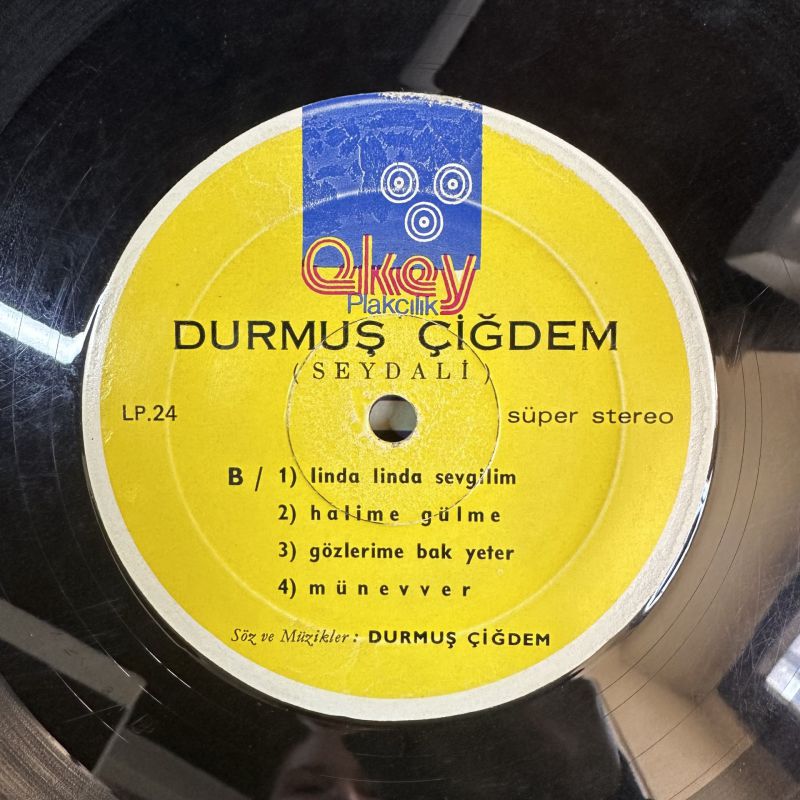 Okey
Plakçılık
DURMUŞ ÇİĞDEM
(SEYDALİ)
LP.24
süper stereo
B / 1) linda linda sevgilim
2) halime gülme
3) gözlerime bak yeter
4) münevver
Söz ve Müzikler: DURMUŞ ÇİĞDEM